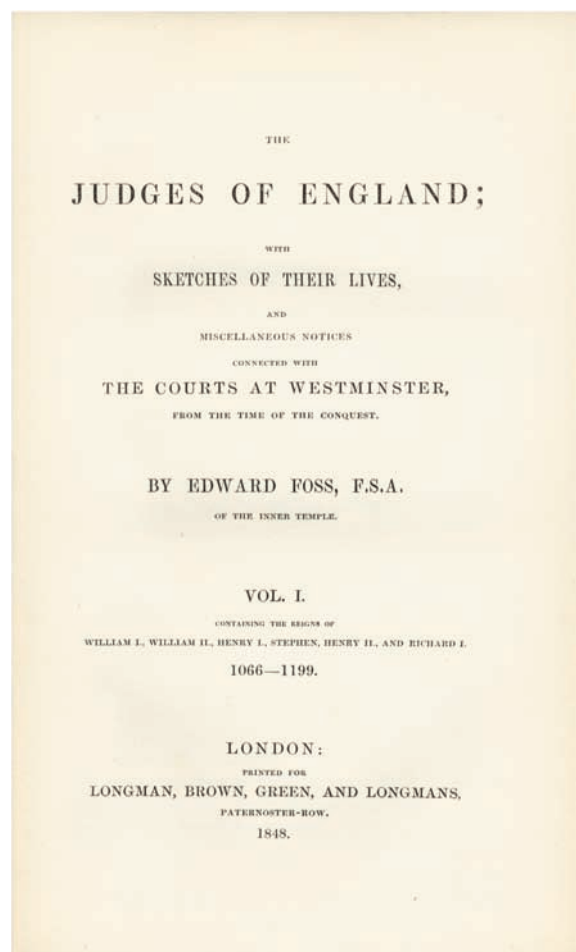 THE
JUDGES OF ENGLAND;
WITH
SKETCHES OF THEIR LIVES,
AND
MISCELLANEOUS NOTICES
CONNECTED WITH
THE COURTS AT WESTMINSTER,
FROM THE TIME OF THE CONQUEST.
BY EDWARD FOSS, F.S.A.
OF THE INNER TEMPLE.
VOL. I.
CONTAINING THE REIGNS OF
WILLIAM I., WILLIAM II., HENRY I., STEPHEN, HENRY II., AND RICHARD I.
1066—1199.
LONDON:
PRINTED FOR
LONGMAN, BROWN, GREEN, AND LONGMANS,
PATERNOSTER-ROW.
1848.